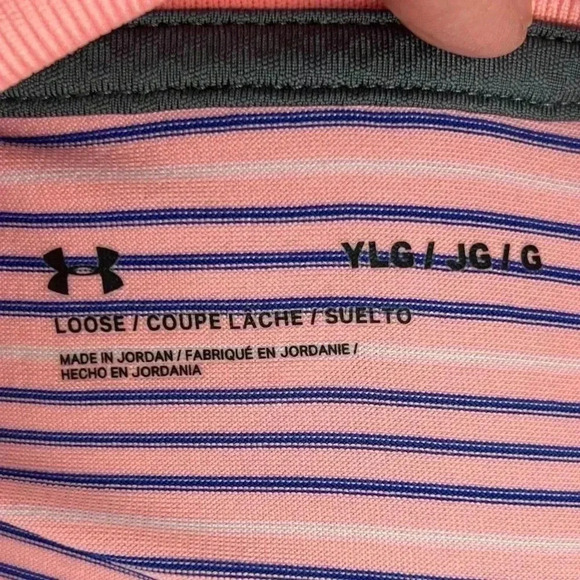 YLG / JG / G
LOOSE / COUPE LÂCHE / SUELTO
MADE IN JORDAN / FABRIQUÉ EN JORDANIE /
HECHO EN JORDANIA